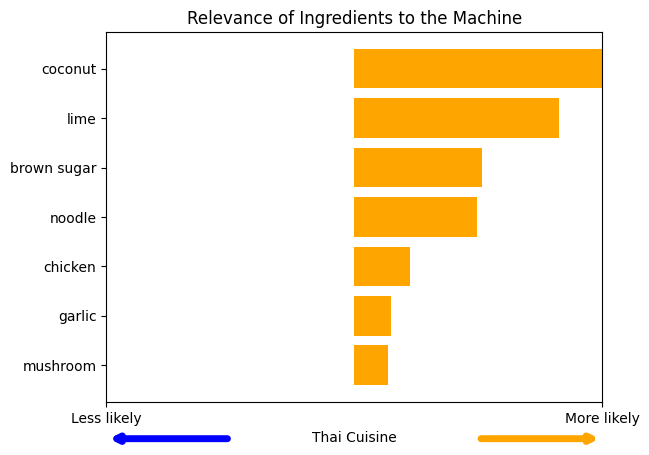 Relevance of Ingredients to the Machine
coconut
lime
brown sugar
noodle
chicken
garlic
mushroom
Less likely
More likely
Thai Cuisine